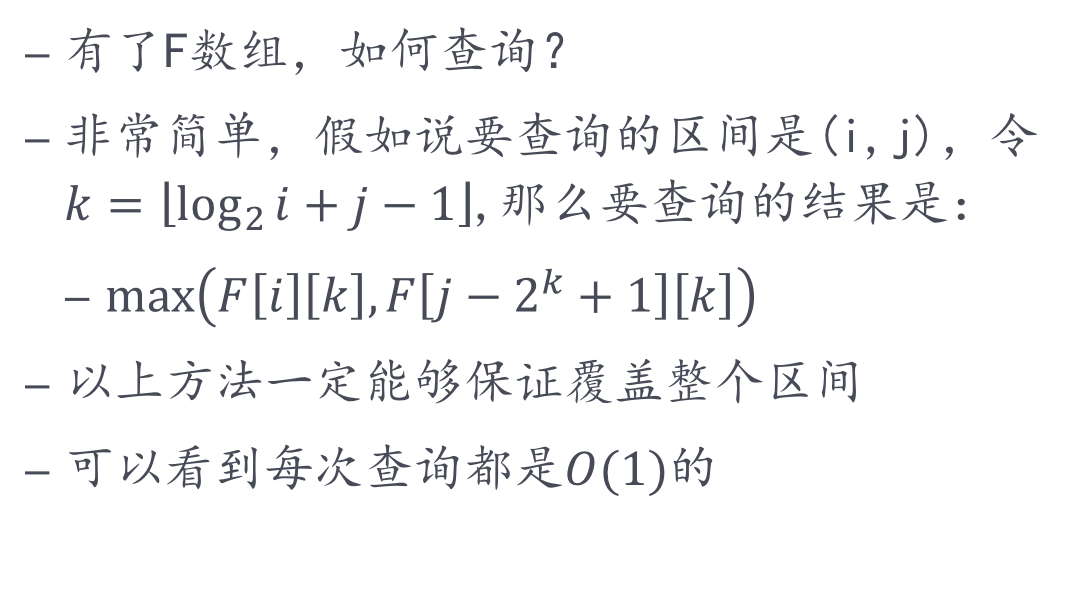 – 有了F数组，如何查询？
– 非常简单，假如说要查询的区间是(i,j)，令
k = ⌊log₂ i + j − 1⌋, 那么要查询的结果是：
– max(F[i][k], F[j − 2ᵏ + 1][k])
– 以上方法一定能够保证覆盖整个区间
– 可以看到每次查询都是O(1)的